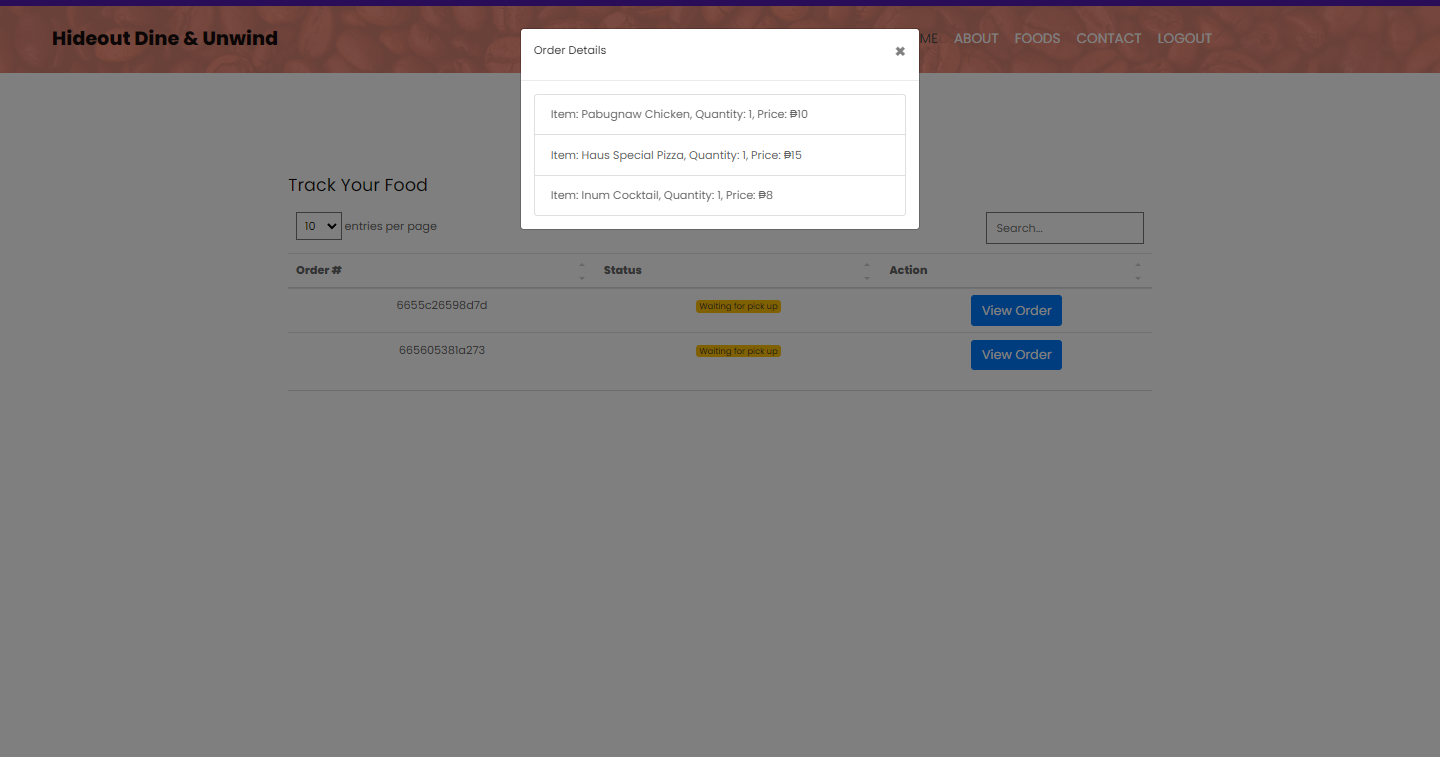 Hideout Dine & Unwind
ME ABOUT FOODS CONTACT LOGOUT
Order Details
✖
Item: Pabugnaw Chicken, Quantity: 1, Price: ₱10
Item: Haus Special Pizza, Quantity: 1, Price: ₱15
Item: Inum Cocktail, Quantity: 1, Price: ₱8
Track Your Food
10 entries per page
Search...
Order # Status Action
6655c26598d7d Waiting for pick up View Order
665605381a273 Waiting for pick up View Order